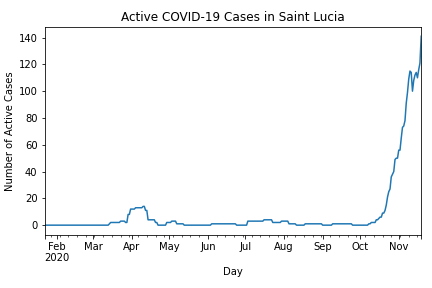 Active COVID-19 Cases in Saint Lucia
Number of Active Cases
140
120
100
80
60
40
20
0
Feb Mar Apr May Jun Jul Aug Sep Oct Nov
2020
Day